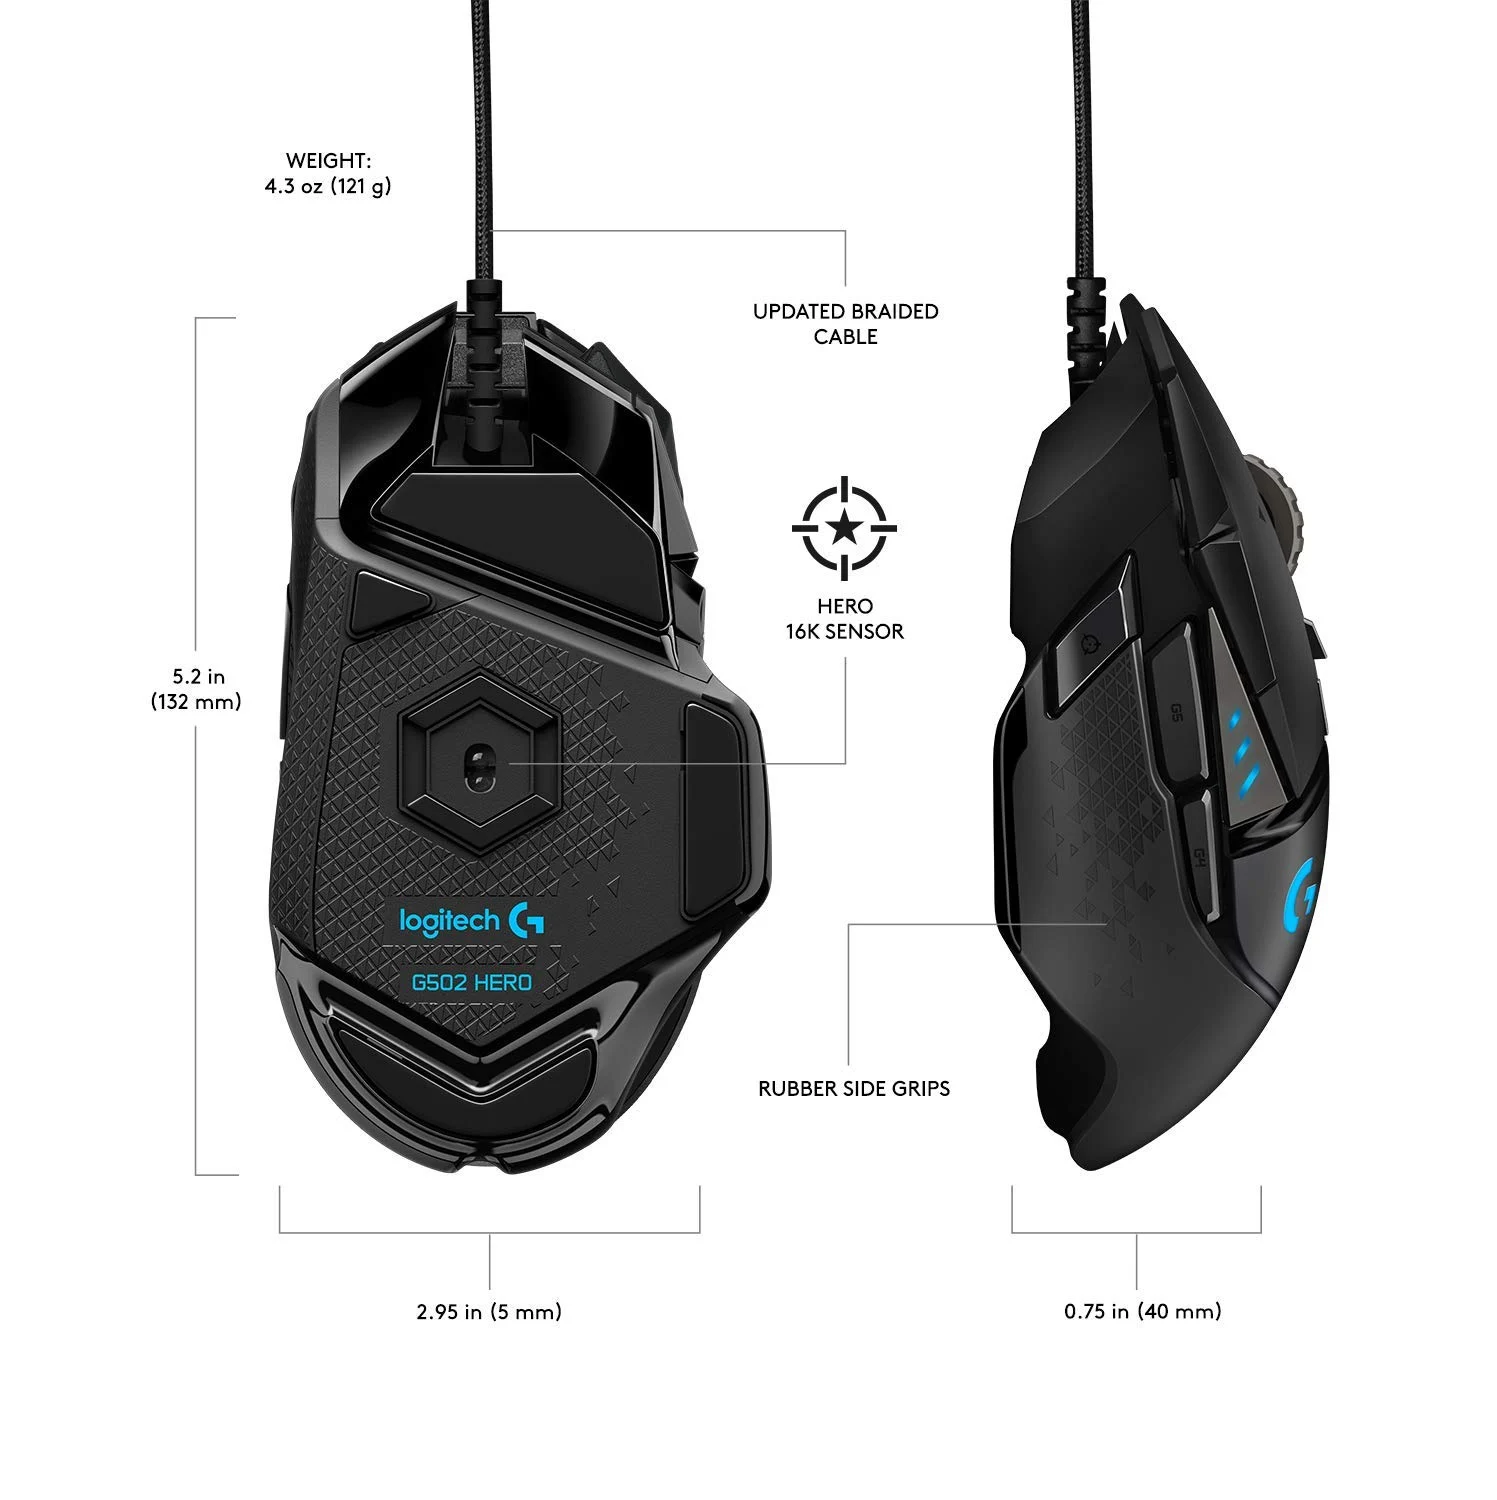 WEIGHT:
4.3 oz (121 g)
UPDATED BRAIDED
CABLE
HERO
16K SENSOR
5.2 in
(132 mm)
G5
G4
logitech G
G502 HERO
G
RUBBER SIDE GRIPS
2.95 in (5 mm)
0.75 in (40 mm)